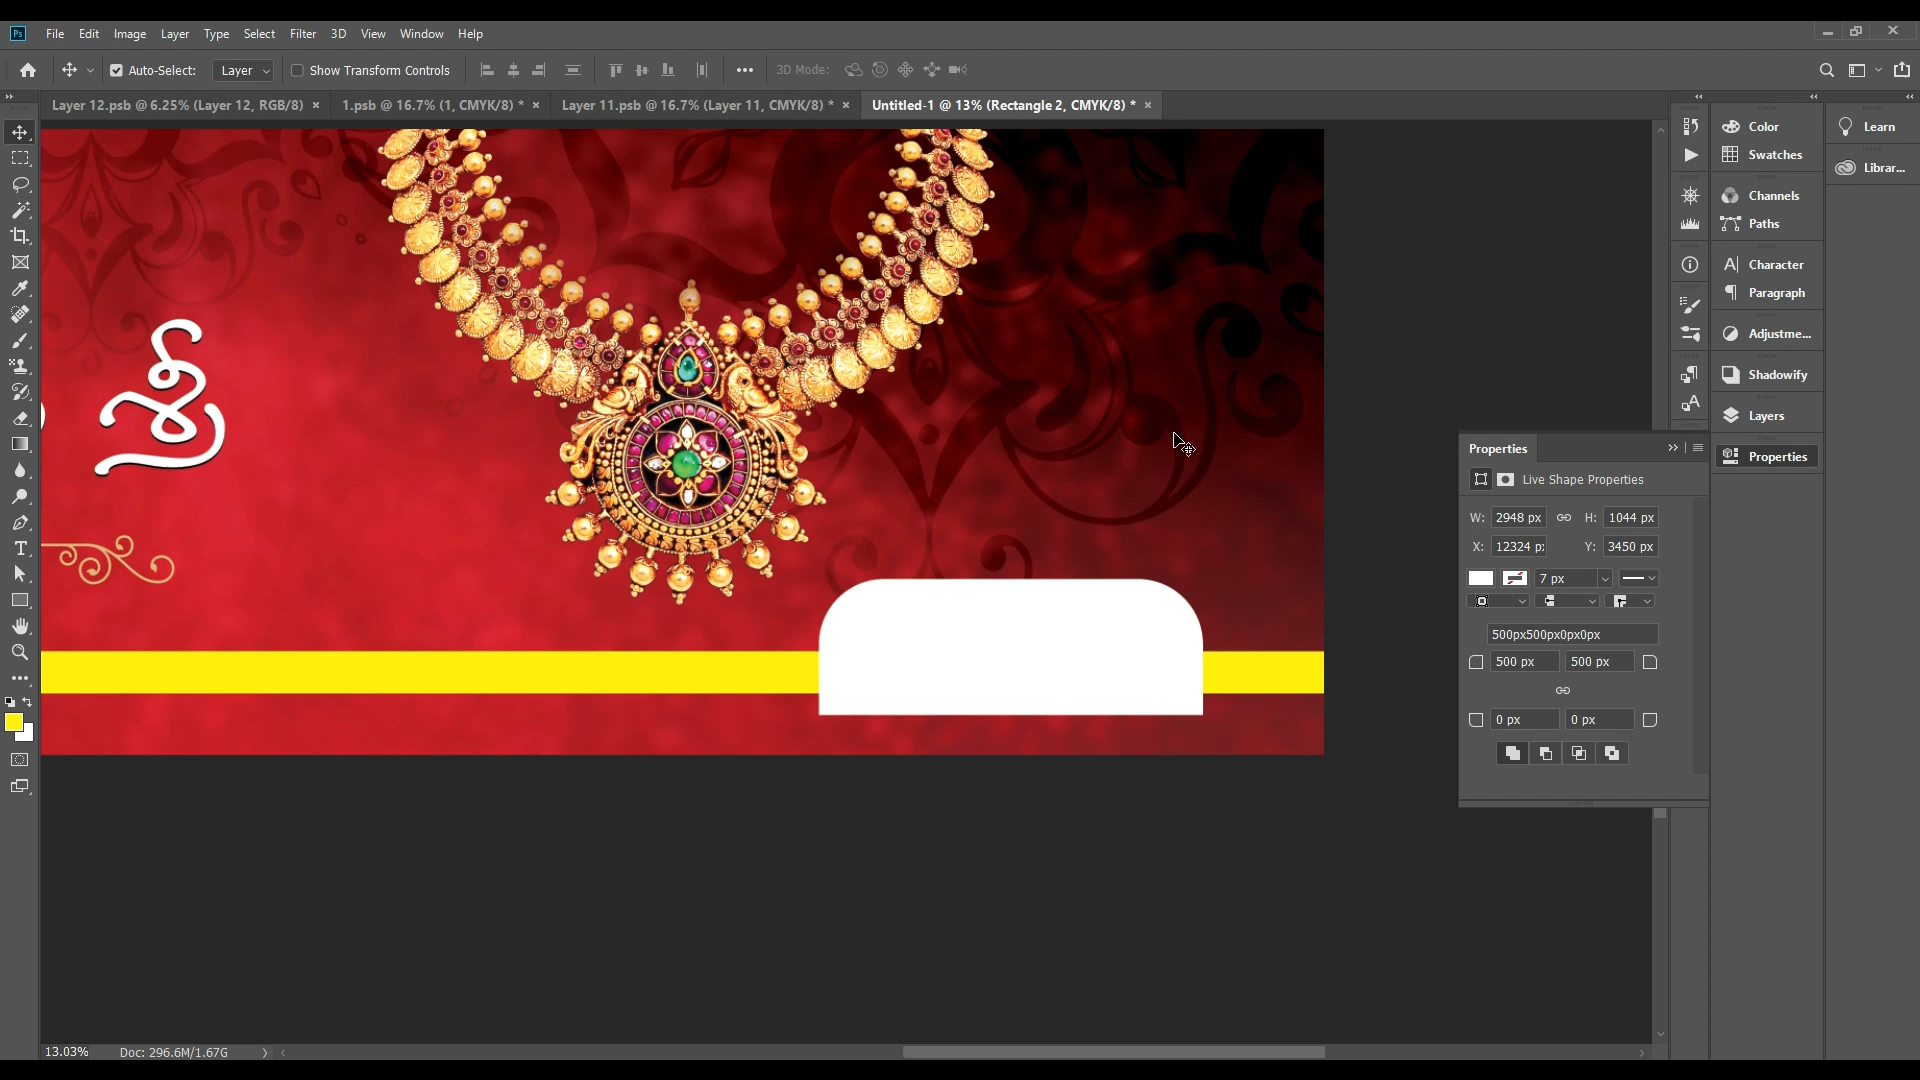 Ps File Edit Image Layer Type Select Filter 3D View Window Help
Auto-Select: Layer Show Transform Controls 3D Mode:
Layer 12.psb @ 6.25% (Layer 12, RGB/8) × 1.psb @ 16.7% (1, CMYK/8) * × Layer 11.psb @ 16.7% (Layer 11, CMYK/8) * × Untitled-1 @ 13% (Rectangle 2, CMYK/8) * ×
Color
Swatches
Channels
Paths
Character
Paragraph
Adjustme...
Shadowify
Layers
Properties
Learn
Librar...
Properties
Live Shape Properties
W: 2948 px H: 1044 px
X: 12324 p Y: 3450 px
7 px
500px500px0px0px
500 px 500 px
0 px 0 px
13.03% Doc: 296.6M/1.67G